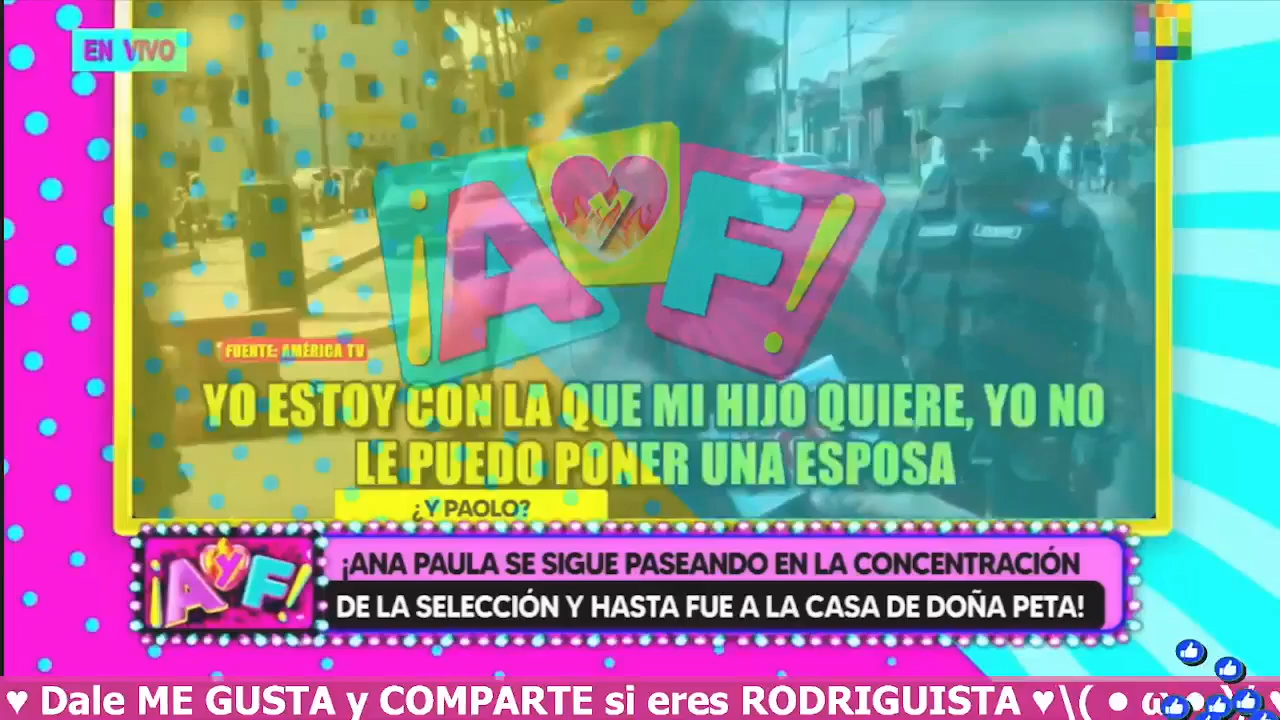 EN VIVO
¡AYF!
FUENTE: AMÉRICA TV
YO ESTOY CON LA QUE MI HIJO QUIERE, YO NO
LE PUEDO PONER UNA ESPOSA
¿Y PAOLO?
¡AYF!
¡ANA PAULA SE SIGUE PASEANDO EN LA CONCENTRACIÓN
DE LA SELECCIÓN Y HASTA FUE A LA CASA DE DOÑA PETA!
♥ Dale ME GUSTA y COMPARTE si eres RODRIGUISTA ♥\( ● ω ●